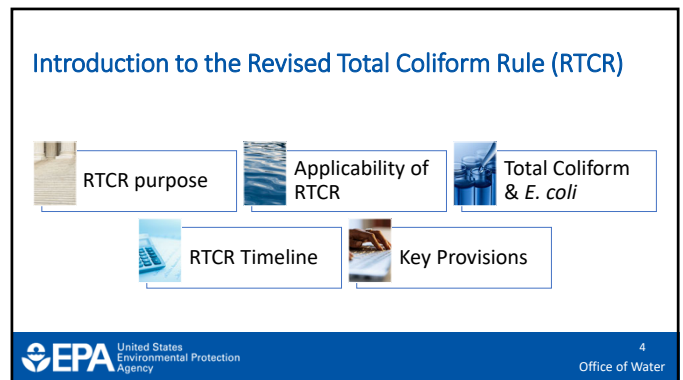 Introduction to the Revised Total Coliform Rule (RTCR)
RTCR purpose
Applicability of
RTCR
Total Coliform
& E. coli
RTCR Timeline
Key Provisions
EPA
United States
Environmental Protection
Agency
4
Office of Water